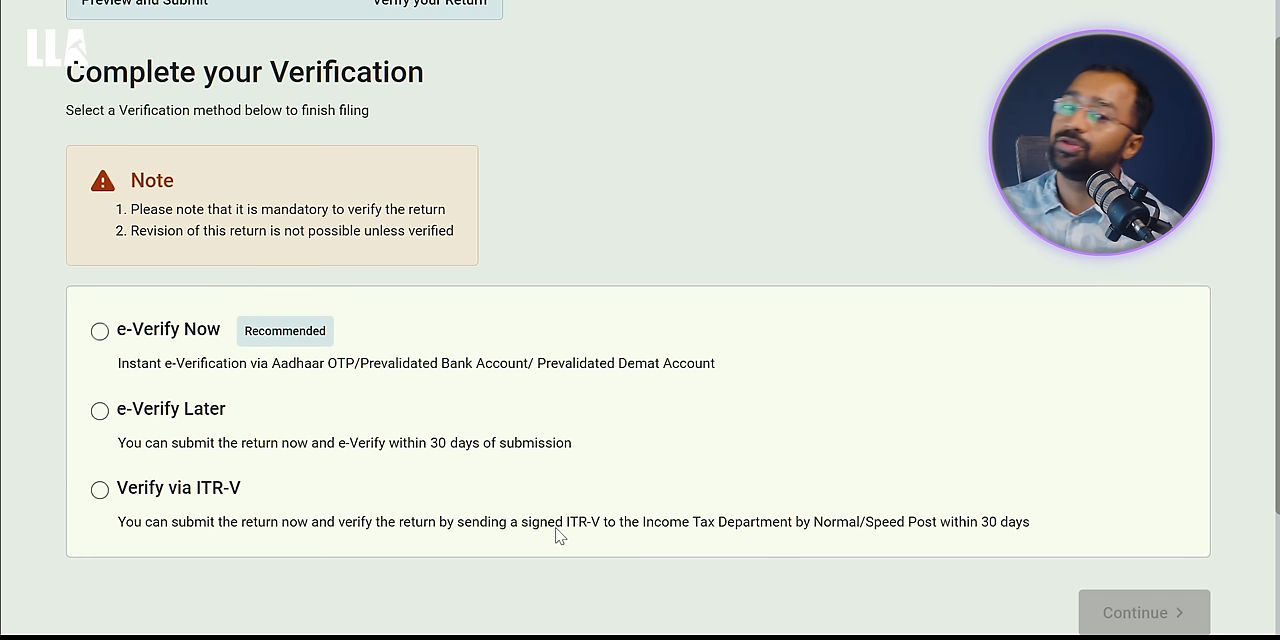 Preview and Submit
Verify your Return
LLA
Complete your Verification
Select a Verification method below to finish filing
Note
1. Please note that it is mandatory to verify the return
2. Revision of this return is not possible unless verified
e-Verify Now
Recommended
Instant e-Verification via Aadhaar OTP/Prevalidated Bank Account/ Prevalidated Demat Account
e-Verify Later
You can submit the return now and e-Verify within 30 days of submission
Verify via ITR-V
You can submit the return now and verify the return by sending a signed ITR-V to the Income Tax Department by Normal/Speed Post within 30 days
Continue